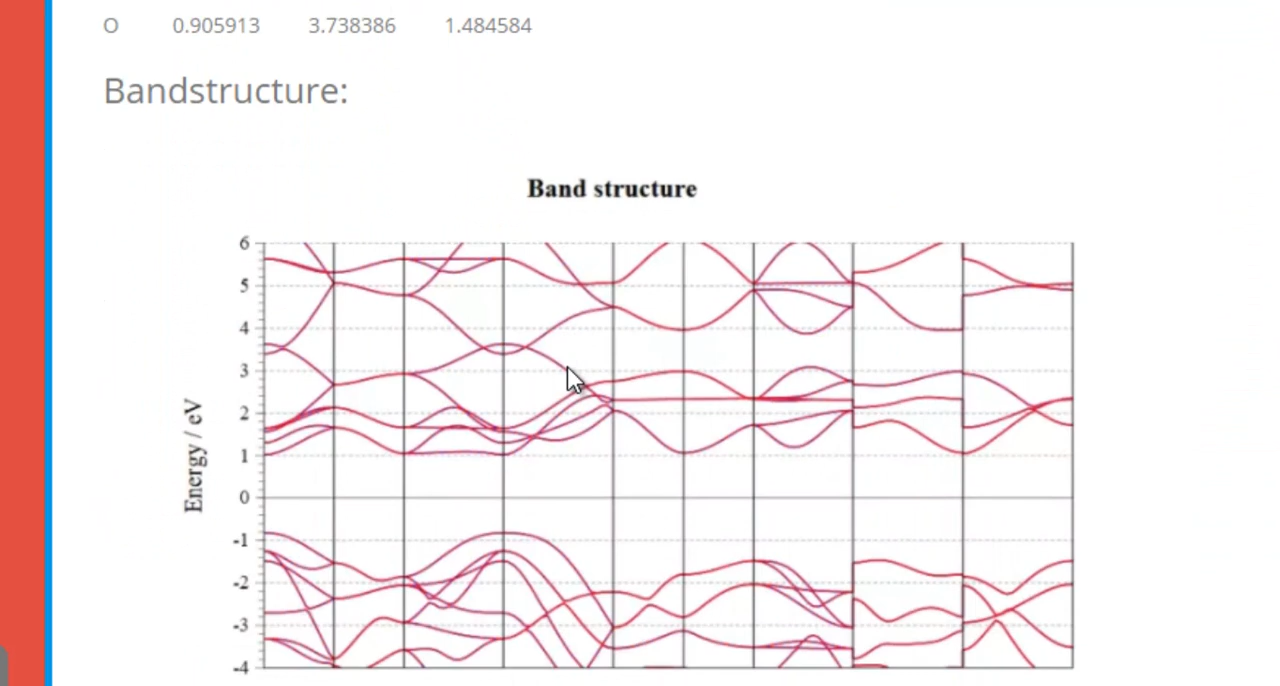 O 0.905913 3.738386 1.484584
Bandstructure:
Band structure
6
5
4
3
2
1
0
-1
-2
-3
-4
Energy / eV